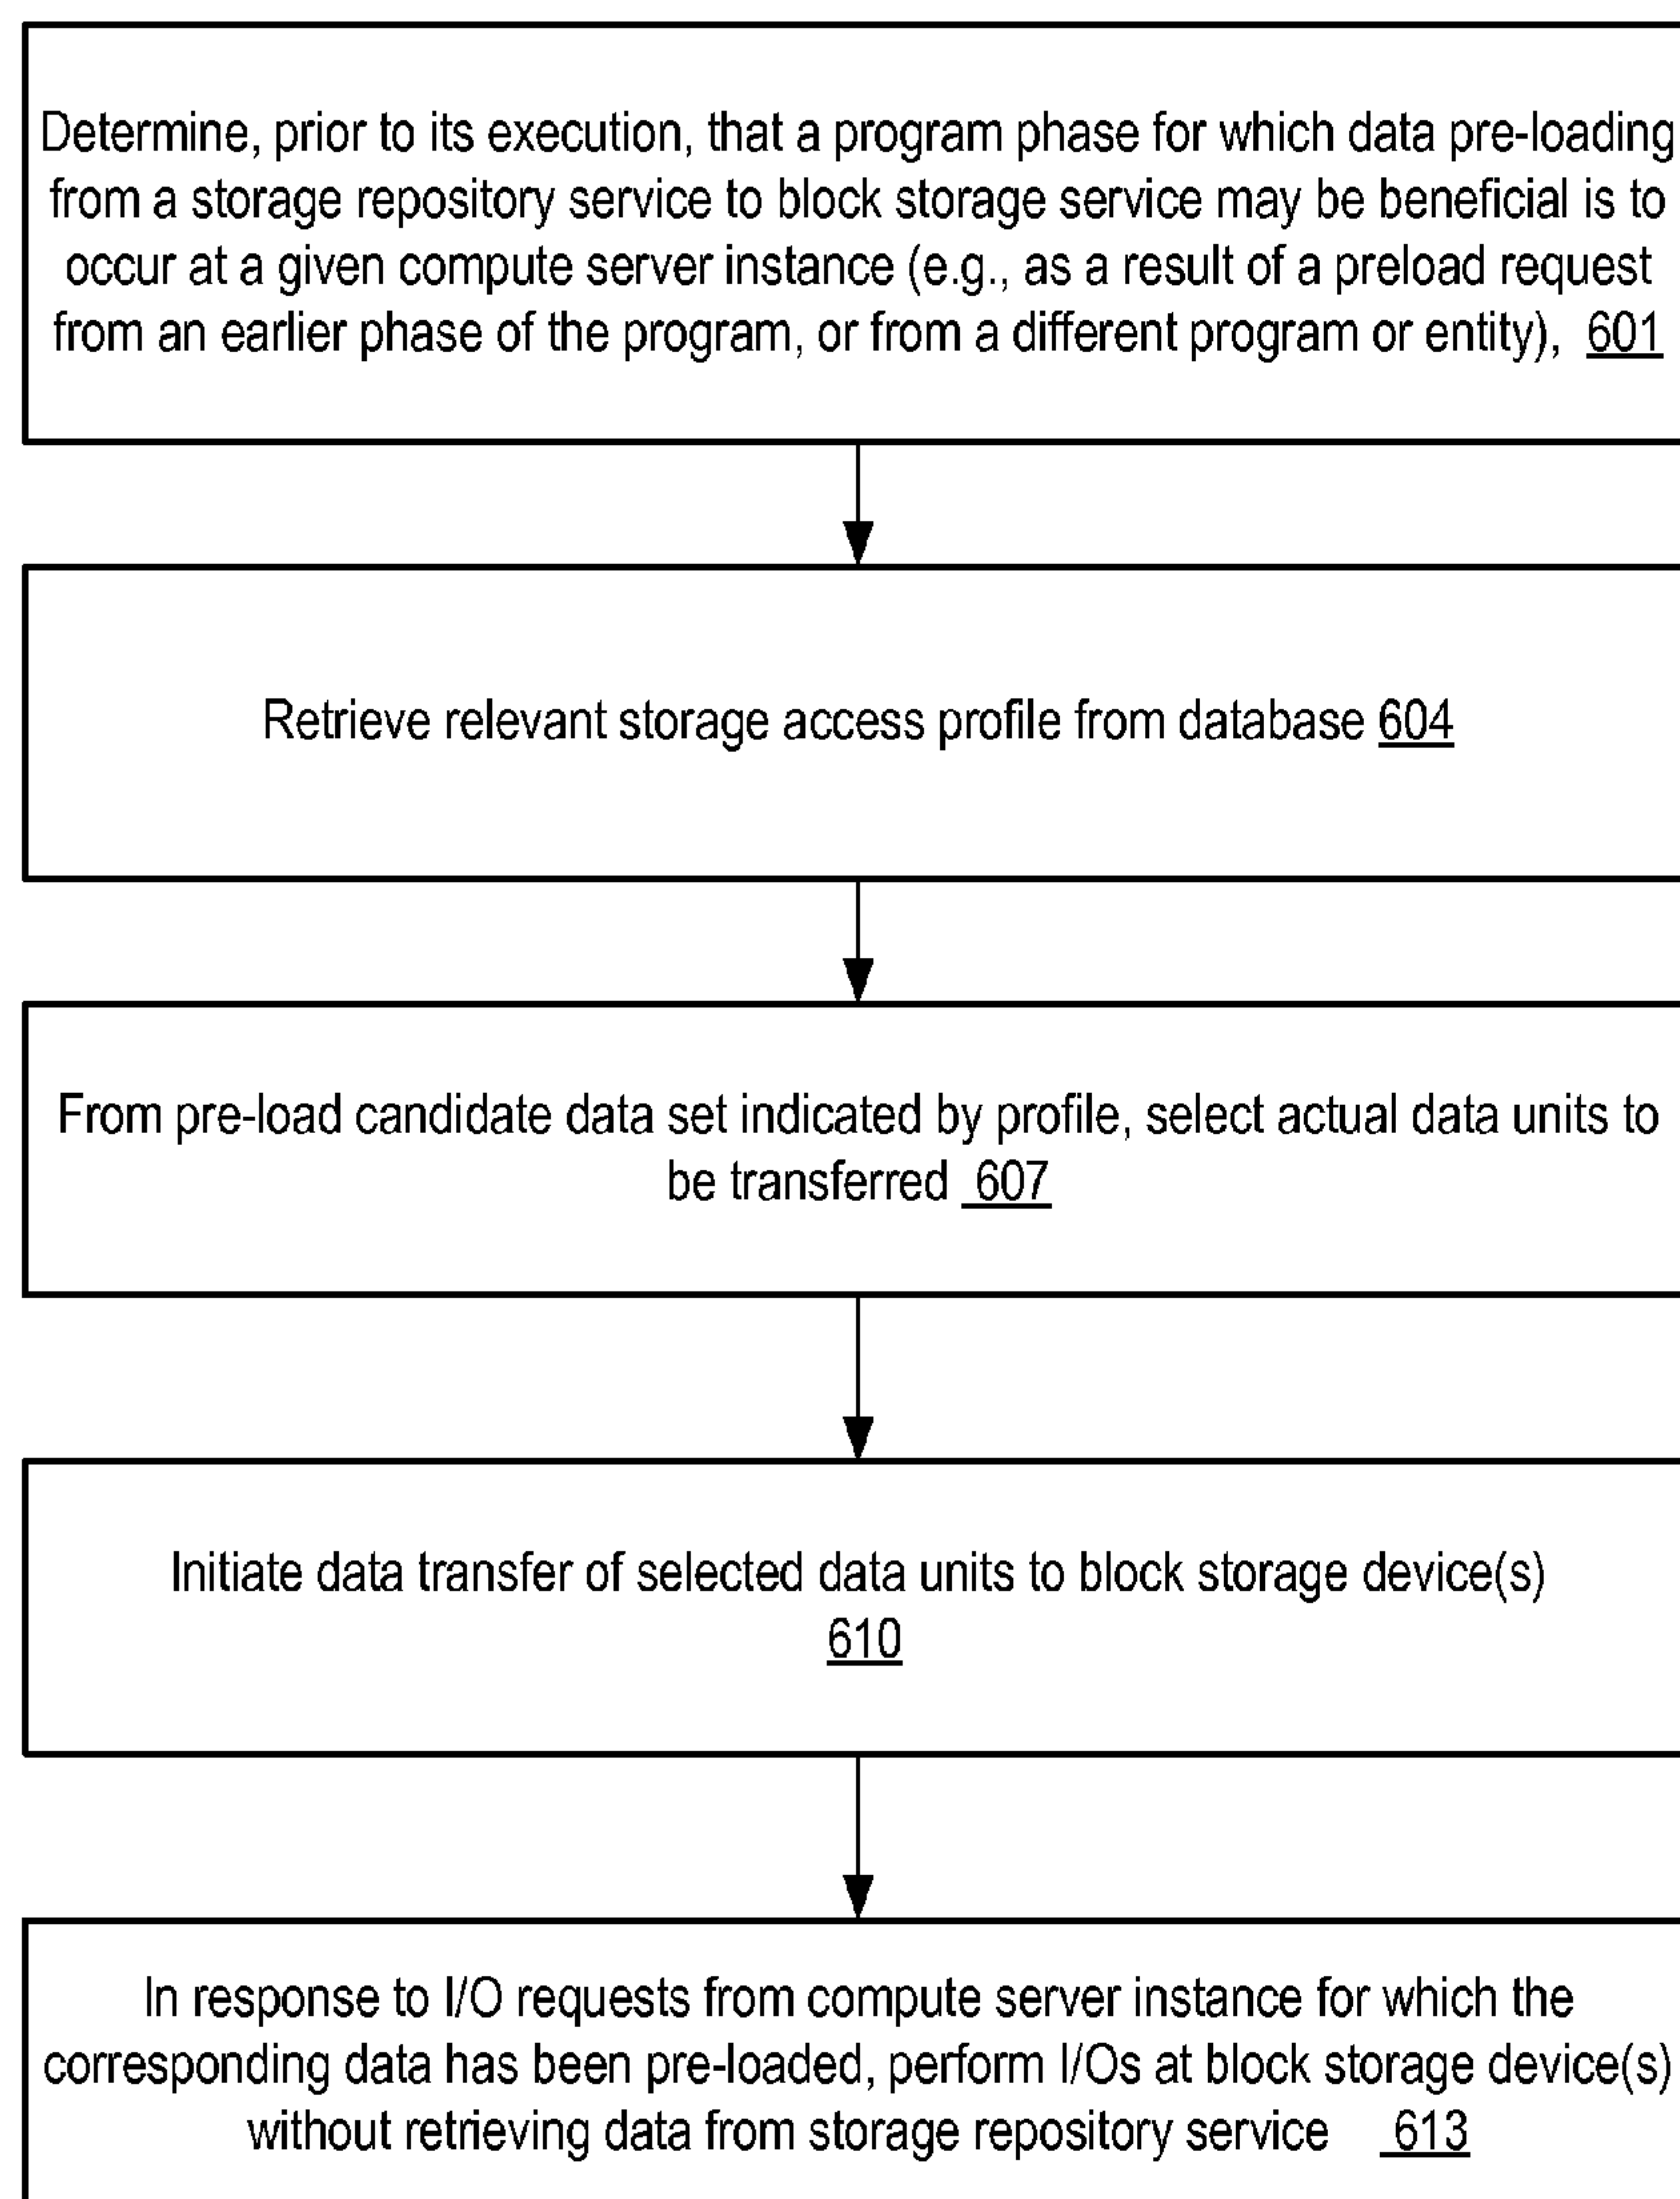 Determine, prior to its execution, that a program phase for which data pre-loading
from a storage repository service to block storage service may be beneficial is to
occur at a given compute server instance (e.g., as a result of a preload request
from an earlier phase of the program, or from a different program or entity), 601
Retrieve relevant storage access profile from database 604
From pre-load candidate data set indicated by profile, select actual data units to
be transferred 607
Initiate data transfer of selected data units to block storage device(s)
610
In response to I/O requests from compute server instance for which the
corresponding data has been pre-loaded, perform I/Os at block storage device(s)
without retrieving data from storage repository service 613